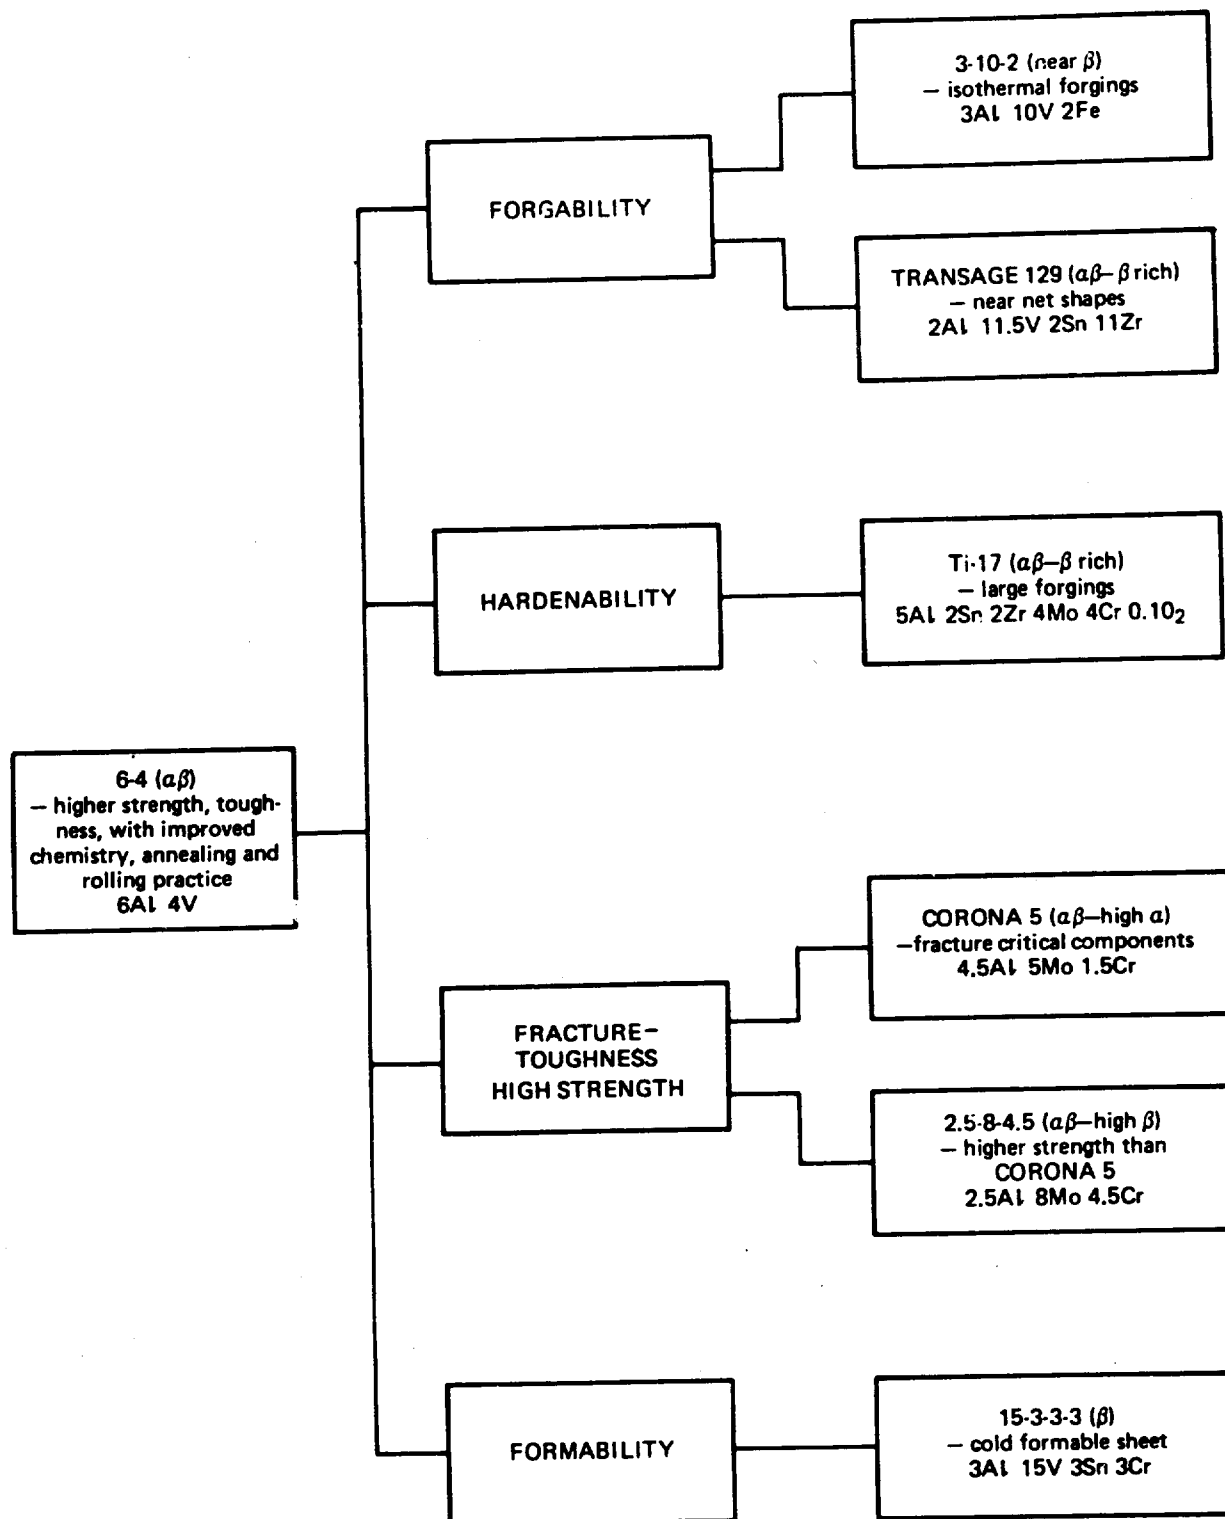 3-10-2 (near β)
— isothermal forgings
3Al 10V 2Fe
FORGABILITY
TRANSAGE 129 (αβ–β rich)
— near net shapes
2Al 11.5V 2Sn 11Zr
HARDENABILITY
Ti-17 (αβ–β rich)
— large forgings
5Al 2Sn 2Zr 4Mo 4Cr 0.1O₂
6-4 (αβ)
— higher strength, tough-
ness, with improved
chemistry, annealing and
rolling practice
6Al 4V
CORONA 5 (αβ–high α)
—fracture critical components
4.5Al 5Mo 1.5Cr
FRACTURE–
TOUGHNESS
HIGH STRENGTH
2.5-8-4.5 (αβ–high β)
— higher strength than
CORONA 5
2.5Al 8Mo 4.5Cr
FORMABILITY
15-3-3-3 (β)
— cold formable sheet
3Al 15V 3Sn 3Cr